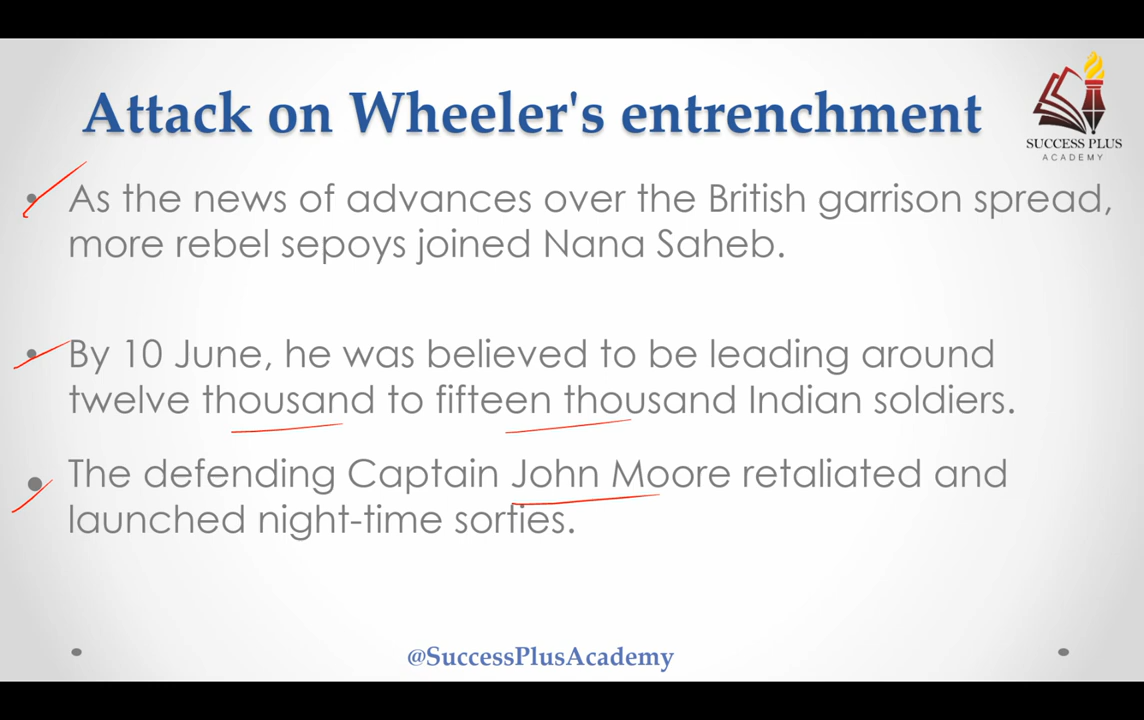 Attack on Wheeler's entrenchment
SUCCESS PLUS
ACADEMY
• As the news of advances over the British garrison spread,
more rebel sepoys joined Nana Saheb.
• By 10 June, he was believed to be leading around
twelve thousand to fifteen thousand Indian soldiers.
• The defending Captain John Moore retaliated and
launched night-time sorties.
@SuccessPlusAcademy